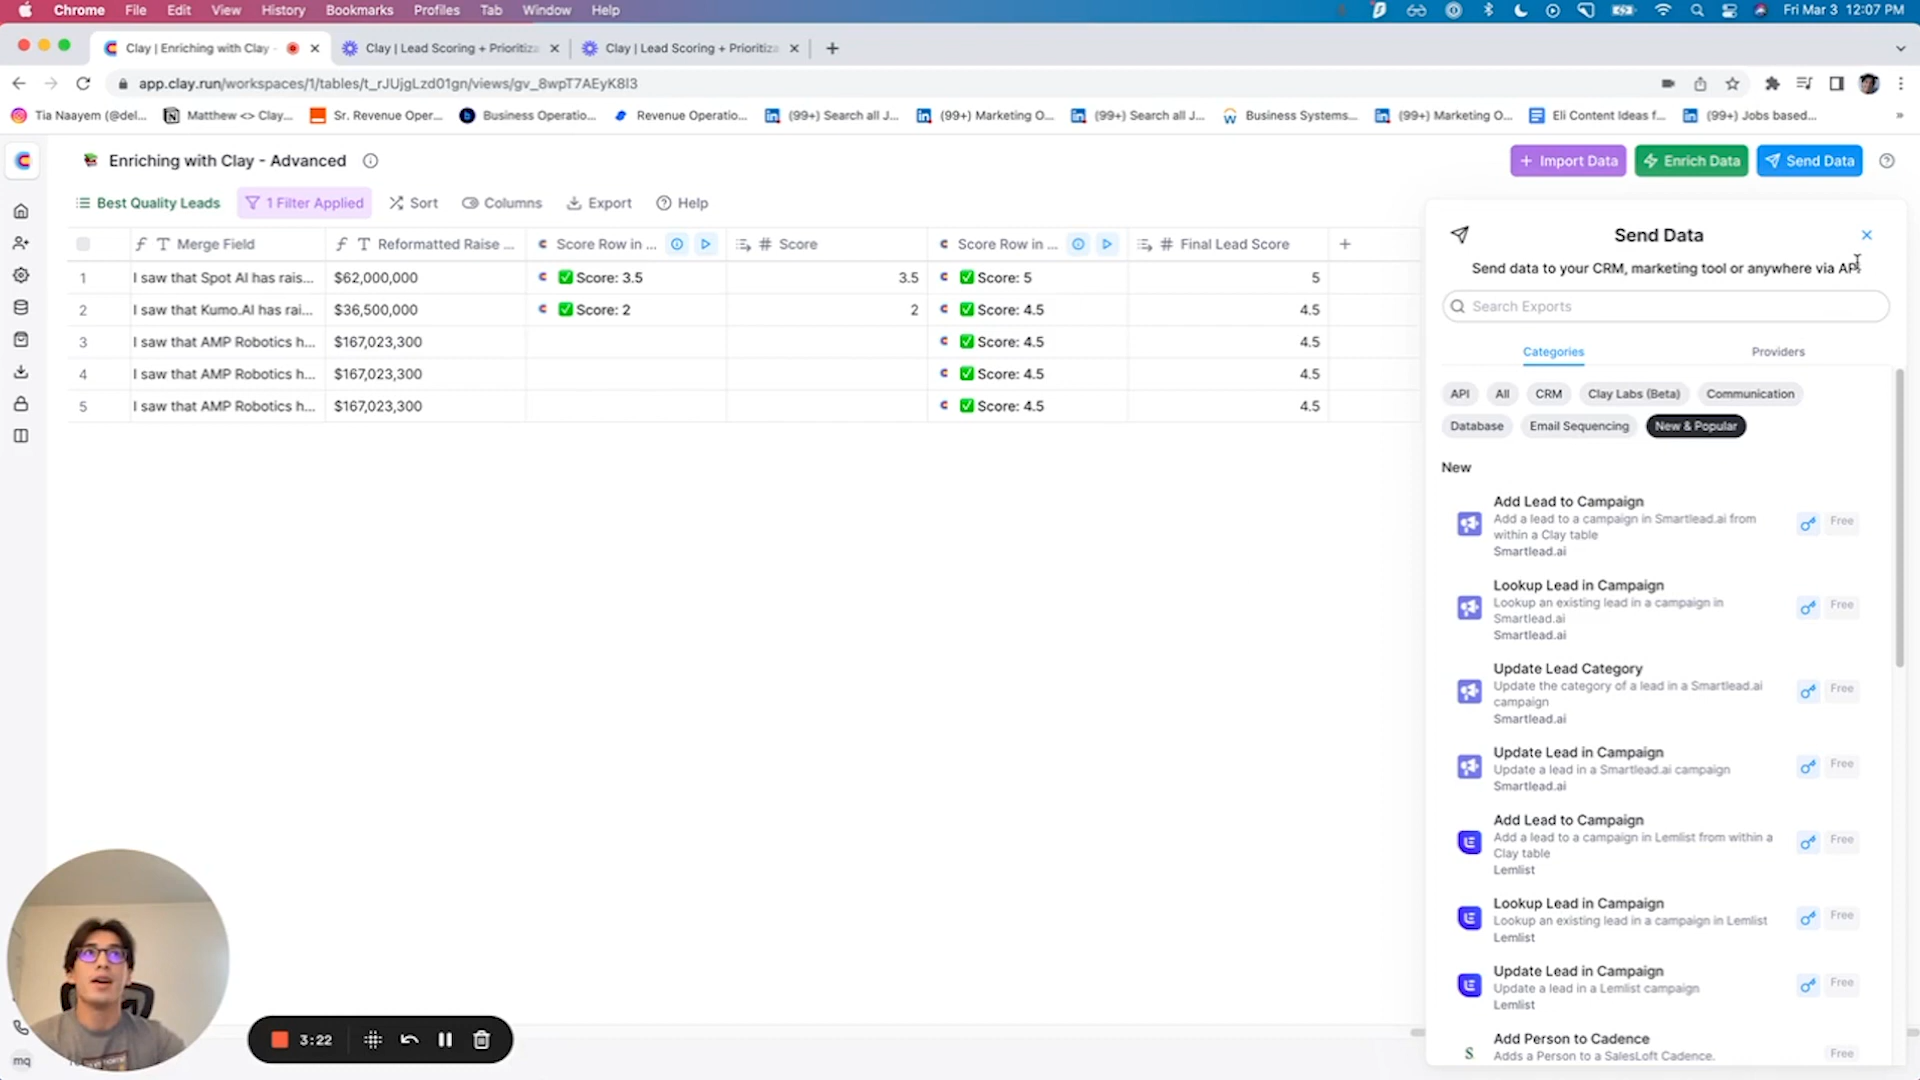 Chrome File Edit View History Bookmarks Profiles Tab Window Help Fri Mar 3 12:07 PM
Clay | Enriching with Clay - Clay | Lead Scoring + Prioritiza Clay | Lead Scoring + Prioritiza
app.clay.run/workspaces/1/tables/t_rJUjgLzd01gn/views/gv_8wpT7AEyK8I3
Tia Naayem (@del... Matthew <> Clay... Sr. Revenue Oper... Business Operatio... Revenue Operatio... (99+) Search all J... (99+) Marketing O... (99+) Search all J... Business Systems... (99+) Marketing O... Eli Content Ideas f... (99+) Jobs based... »
Enriching with Clay - Advanced
+ Import Data Enrich Data Send Data
Best Quality Leads 1 Filter Applied Sort Columns Export Help
Merge Field Reformatted Raise ... Score Row in ... # Score Score Row in ... # Final Lead Score +
1 I saw that Spot AI has rais... $62,000,000 Score: 3.5 3.5 Score: 5 5
2 I saw that Kumo.AI has rai... $36,500,000 Score: 2 2 Score: 4.5 4.5
3 I saw that AMP Robotics h... $167,023,300 Score: 4.5 4.5
4 I saw that AMP Robotics h... $167,023,300 Score: 4.5 4.5
5 I saw that AMP Robotics h... $167,023,300 Score: 4.5 4.5
Send Data
Send data to your CRM, marketing tool or anywhere via API
Search Exports
Categories Providers
API All CRM Clay Labs (Beta) Communication
Database Email Sequencing New & Popular
New
Add Lead to Campaign
Add a lead to a campaign in Smartlead.ai from
within a Clay table
Smartlead.ai
Free
Lookup Lead in Campaign
Lookup an existing lead in a campaign in
Smartlead.ai
Smartlead.ai
Free
Update Lead Category
Update the category of a lead in a Smartlead.ai
campaign
Smartlead.ai
Free
Update Lead in Campaign
Update a lead in a Smartlead.ai campaign
Smartlead.ai
Free
Add Lead to Campaign
Add a lead to a campaign in Lemlist from within a
Clay table
Lemlist
Free
Lookup Lead in Campaign
Lookup an existing lead in a campaign in Lemlist
Lemlist
Free
Update Lead in Campaign
Update a lead in a Lemlist campaign
Lemlist
Free
Add Person to Cadence
Adds a Person to a SalesLoft Cadence.
Free
3:22
mq